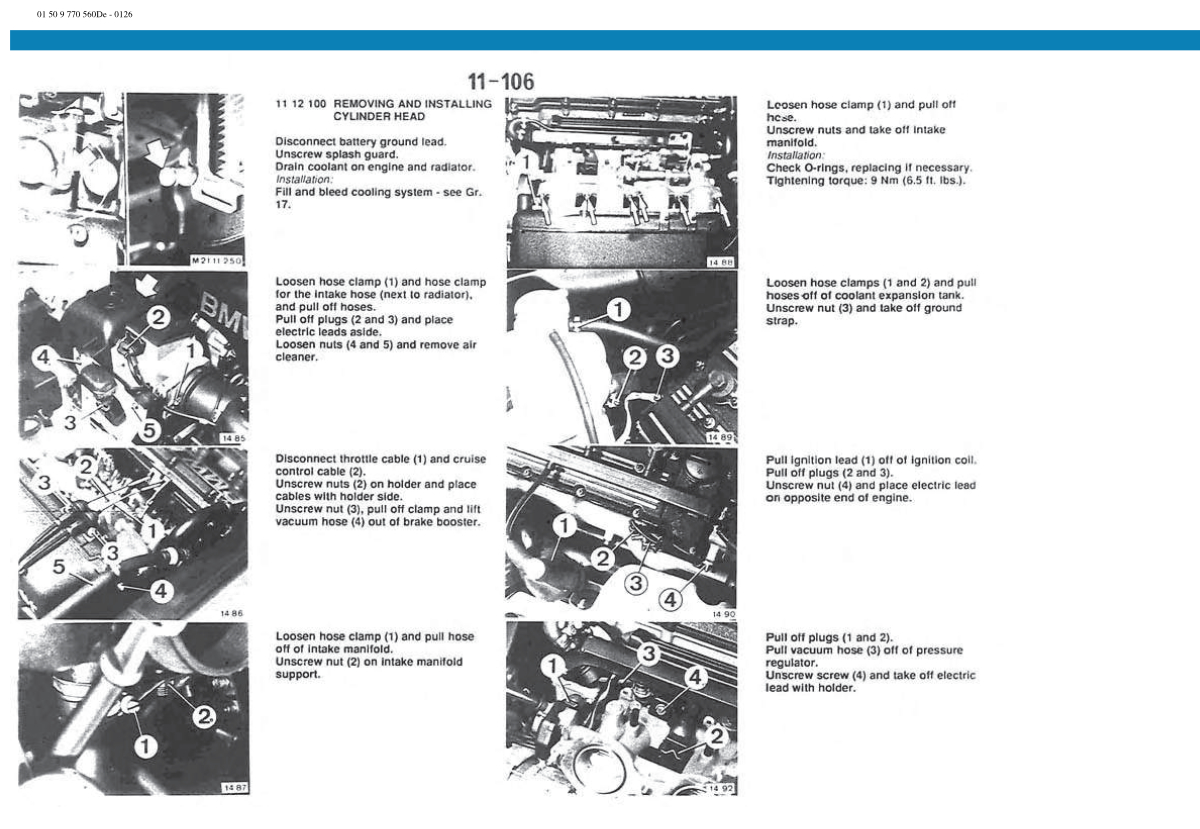 01 50 9 770 560De - 0126
11-106
11 12 100 REMOVING AND INSTALLING
CYLINDER HEAD
Disconnect battery ground lead.
Unscrew splash guard.
Drain coolant on engine and radiator.
Installation:
Fill and bleed cooling system - see Gr.
17.
M21 11 250
Loosen hose clamp (1) and hose clamp
for the intake hose (next to radiator),
and pull off hoses.
Pull off plugs (2 and 3) and place
electric leads aside.
Loosen nuts (4 and 5) and remove air
cleaner.
BMW
2
4
1
3
5
14 85
Disconnect throttle cable (1) and cruise
control cable (2).
Unscrew nuts (2) on holder and place
cables with holder side.
Unscrew nut (3), pull off clamp and lift
vacuum hose (4) out of brake booster.
2
3
1
3
5
4
14 86
Loosen hose clamp (1) and pull hose
off of intake manifold.
Unscrew nut (2) on intake manifold
support.
2
1
14 87
Loosen hose clamp (1) and pull off
hose.
Unscrew nuts and take off intake
manifold.
Installation:
Check O-rings, replacing if necessary.
Tightening torque: 9 Nm (6.5 ft. lbs.).
1
14 88
Loosen hose clamps (1 and 2) and pull
hoses off of coolant expansion tank.
Unscrew nut (3) and take off ground
strap.
1
2
3
14 89
Pull ignition lead (1) off of ignition coil.
Pull off plugs (2 and 3).
Unscrew nut (4) and place electric lead
on opposite end of engine.
1
2
3
4
14 90
Pull off plugs (1 and 2).
Pull vacuum hose (3) off of pressure
regulator.
Unscrew screw (4) and take off electric
lead with holder.
1
3
4
2
14 92